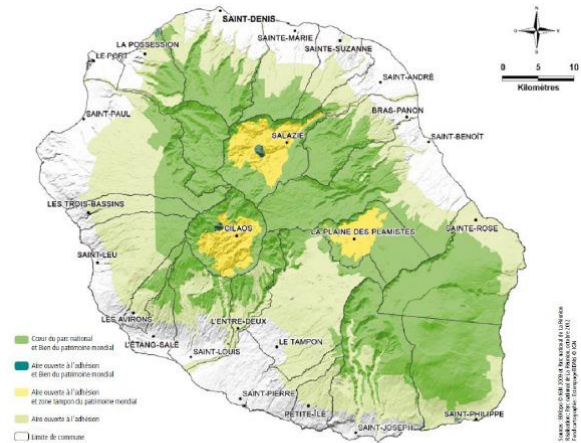 SAINT-DENIS
SAINTE-MARIE
SAINTE-SUZANNE
LA POSSESSION
LE PORT
SAINT-ANDRÉ
BRAS-PANON
SAINT-PAUL
SALAZIE
SAINT-BENOÎT
LES TROIS-BASSINS
CILAOS
LA PLAINE DES PLAMISTES
SAINTE-ROSE
SAINT-LEU
LES AVIRONS
L'ÉTANG-SALÉ
L'ENTRE-DEUX
SAINT-LOUIS
LE TAMPON
SAINT-PIERRE
PETITE-ÎLE
SAINT-JOSEPH
SAINT-PHILIPPE
N
O
E
S
0 5 10
Kilomètres
Cœur du parc national
et Bien du patrimoine mondial
Aire ouverte à l'adhésion
et Bien du patrimoine mondial
Aire ouverte à l'adhésion
et zone tampon du patrimoine mondial
Aire ouverte à l'adhésion
Limite de commune